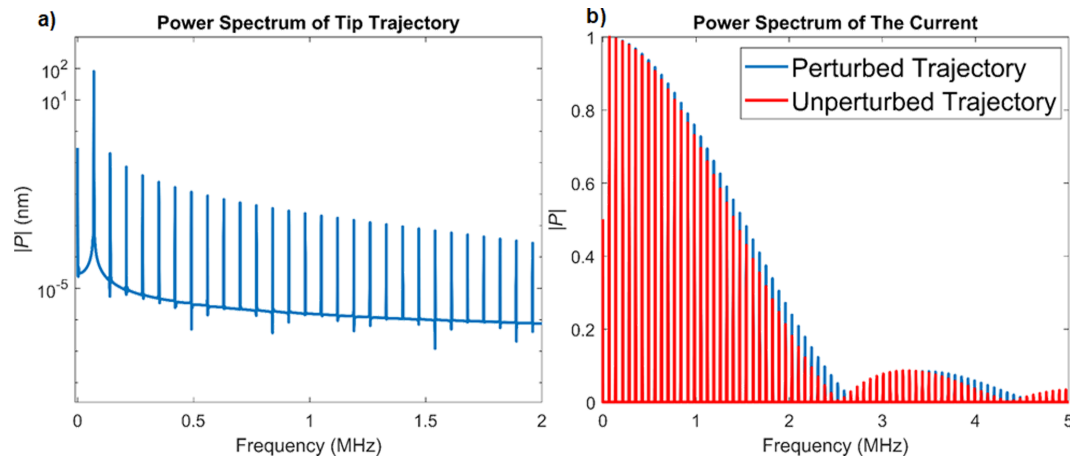 a)
Power Spectrum of Tip Trajectory
|P| (nm)
10²
10¹
10⁻⁵
0
0.5
1
1.5
2
Frequency (MHz)
b)
Power Spectrum of The Current
Perturbed Trajectory
Unperturbed Trajectory
|P|
1
0.8
0.6
0.4
0.2
0
0
1
2
3
4
5
Frequency (MHz)